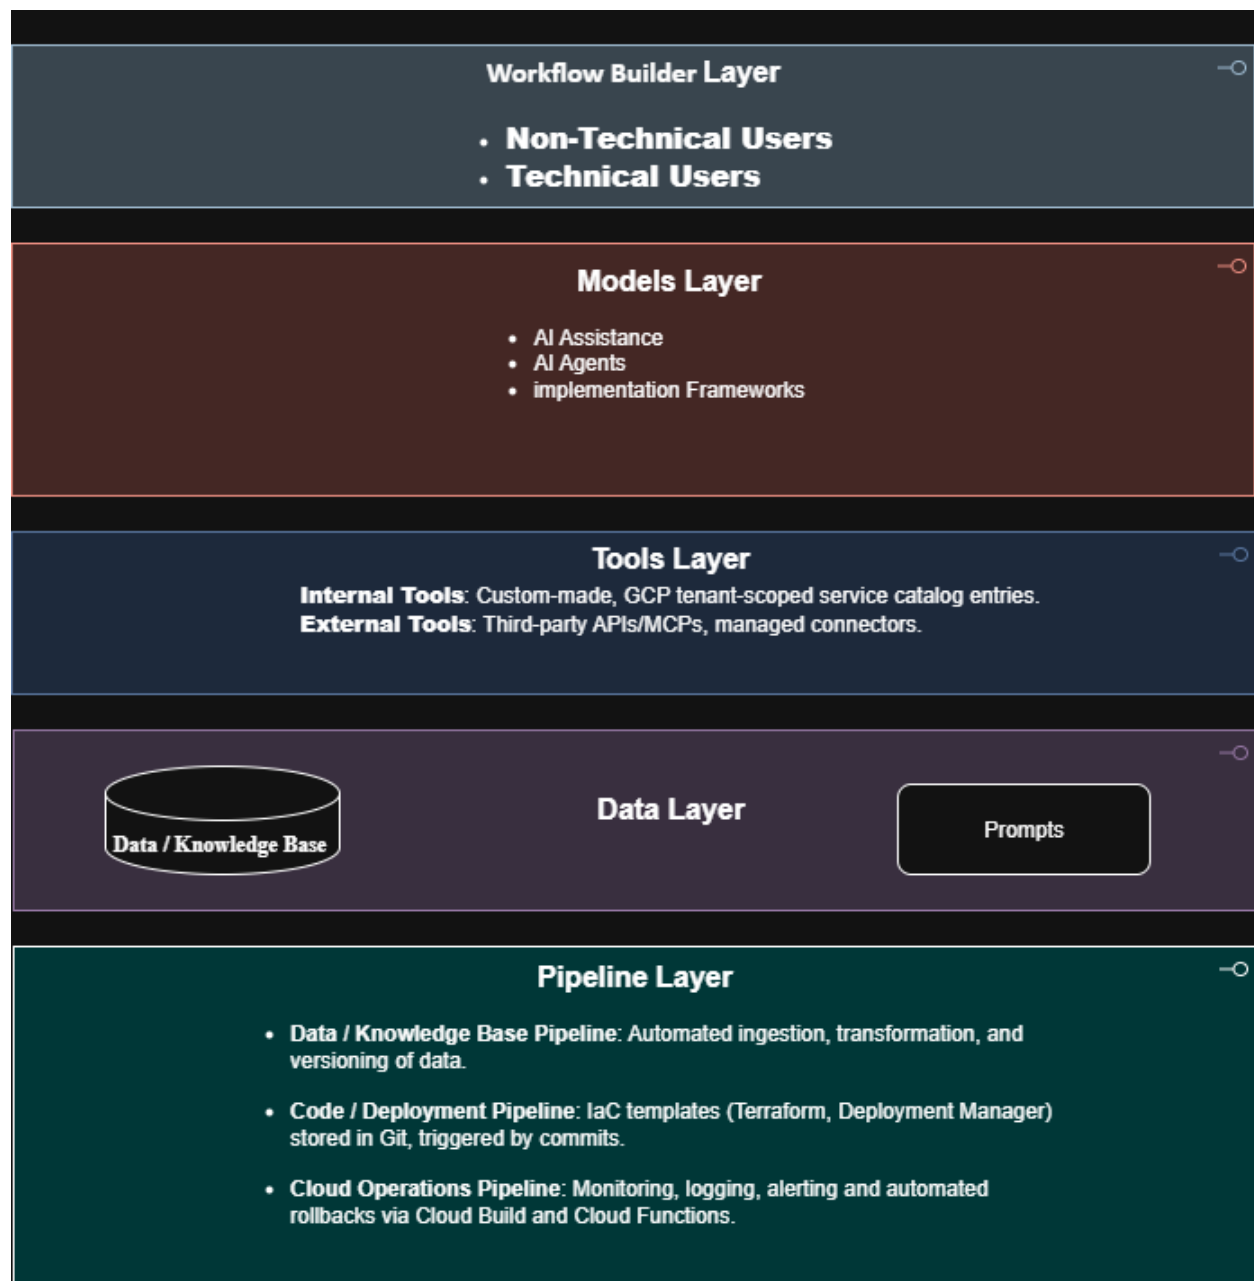 Workflow Builder Layer
Non-Technical Users
Technical Users
Models Layer
AI Assistance
AI Agents
implementation Frameworks
Tools Layer
Internal Tools: Custom-made, GCP tenant-scoped service catalog entries.
External Tools: Third-party APIs/MCPs, managed connectors.
Data / Knowledge Base
Data Layer
Prompts
Pipeline Layer
Data / Knowledge Base Pipeline: Automated ingestion, transformation, and
versioning of data.
Code / Deployment Pipeline: IaC templates (Terraform, Deployment Manager)
stored in Git, triggered by commits.
Cloud Operations Pipeline: Monitoring, logging, alerting and automated
rollbacks via Cloud Build and Cloud Functions.